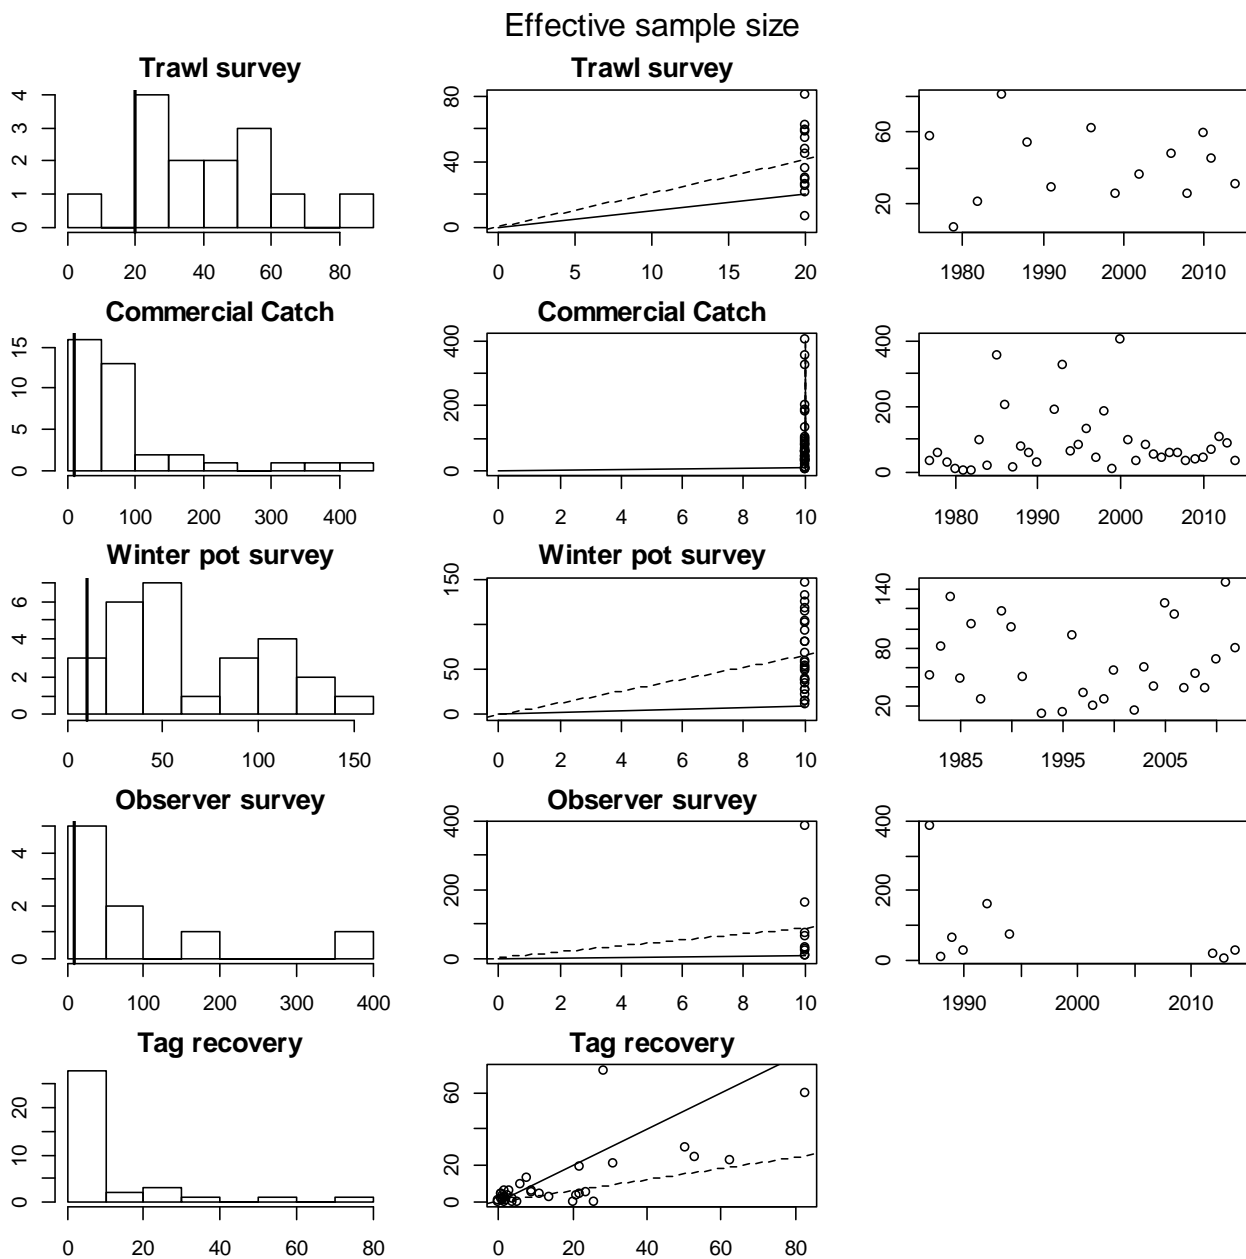 Effective sample size
Trawl survey
Trawl survey
0 1 2 3 4
0 20 40 60 80
0 40 80
0 5 10 15 20
20 60
1980 1990 2000 2010
Commercial Catch
Commercial Catch
0 5 10 15
0 100 200 300 400
0 200 400
0 2 4 6 8 10
0 200 400
1980 1990 2000 2010
Winter pot survey
Winter pot survey
0 2 4 6
0 50 100 150
0 50 150
0 2 4 6 8 10
20 80 140
1985 1995 2005
Observer survey
Observer survey
0 2 4
0 100 200 300 400
0 200 400
0 2 4 6 8 10
0 200 400
1990 2000 2010
Tag recovery
Tag recovery
0 10 20
0 20 40 60 80
0 20 60
0 20 40 60 80